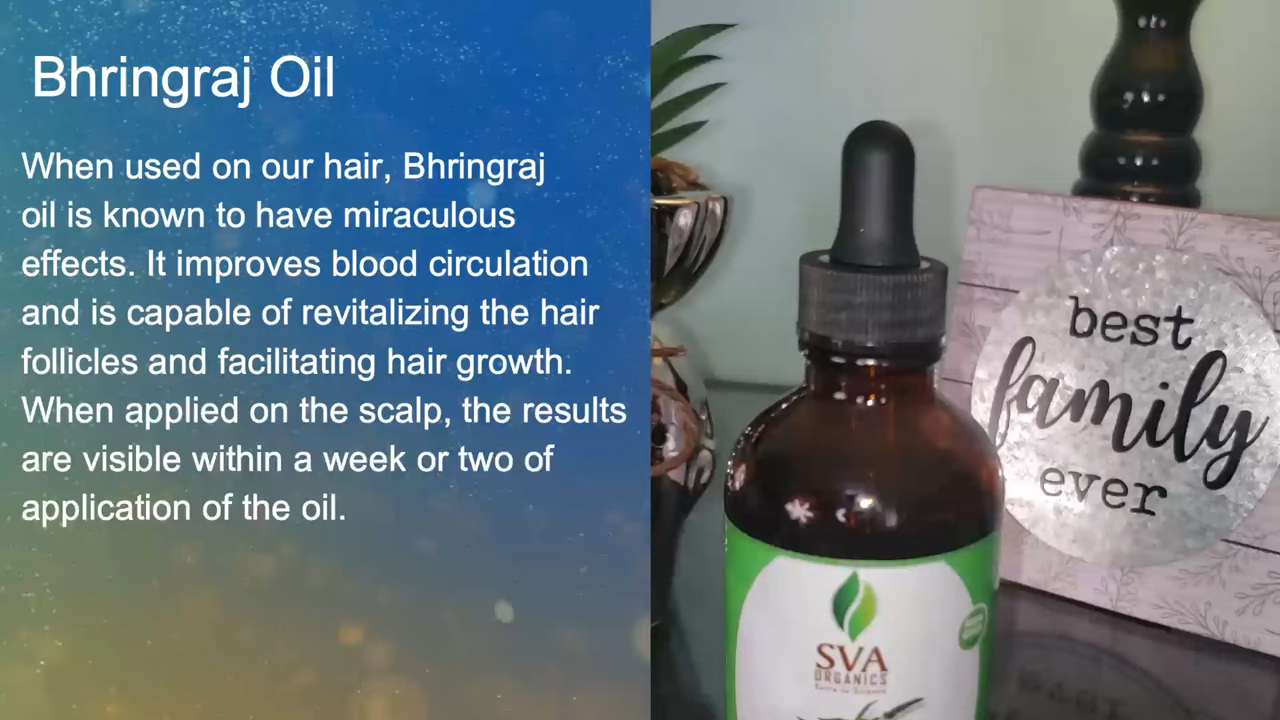 Bhringraj Oil
When used on our hair, Bhringraj
oil is known to have miraculous
effects. It improves blood circulation
and is capable of revitalizing the hair
follicles and facilitating hair growth.
When applied on the scalp, the results
are visible within a week or two of
application of the oil.
best
family
ever
SVA
ORGANICS